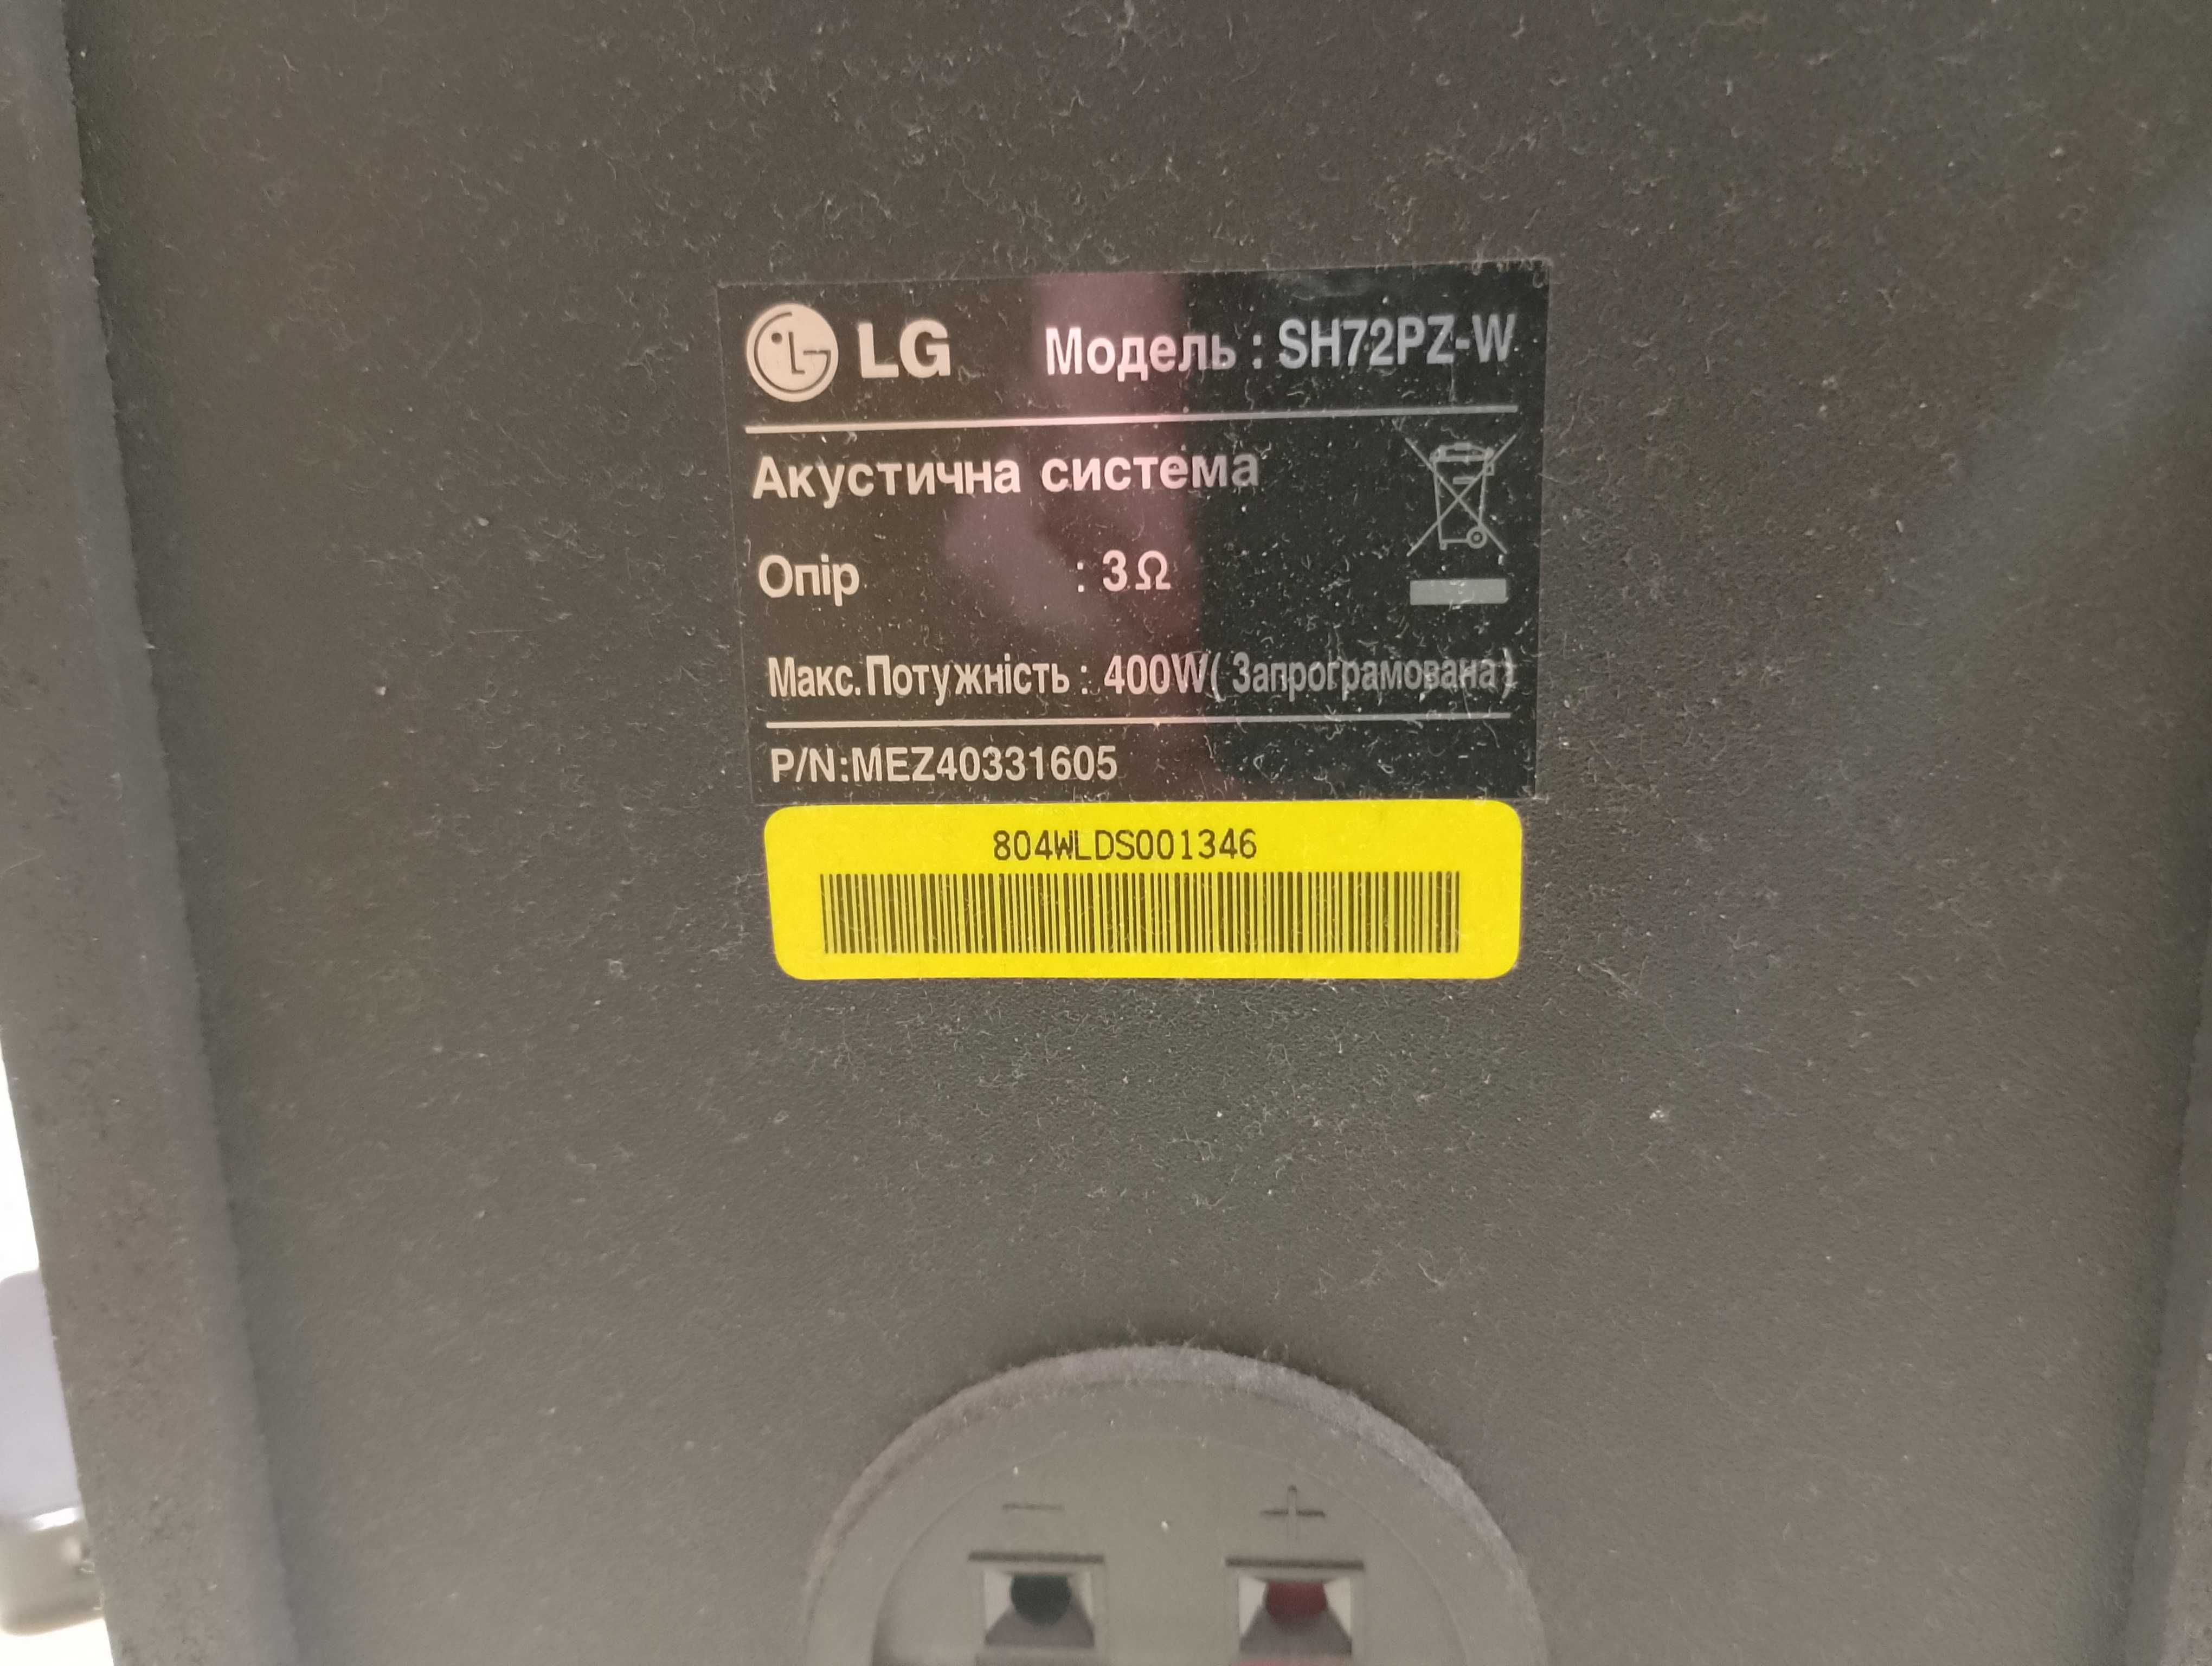 LG Модель : SH72PZ-W
Акустична система
Опір : 3Ω
Макс.Потужність : 400W( Запрограмована)
P/N:MEZ40331605
804WLDS001346
− +